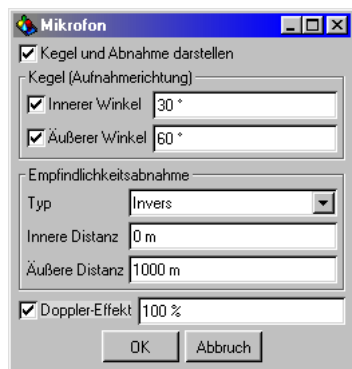 Mikrofon
Kegel und Abnahme darstellen
Kegel (Aufnahmerichtung)
Innerer Winkel 30 °
Äußerer Winkel 60 °
Empfindlichkeitsabnahme
Typ Invers
Innere Distanz 0 m
Äußere Distanz 1000 m
Doppler-Effekt 100 %
OK Abbruch